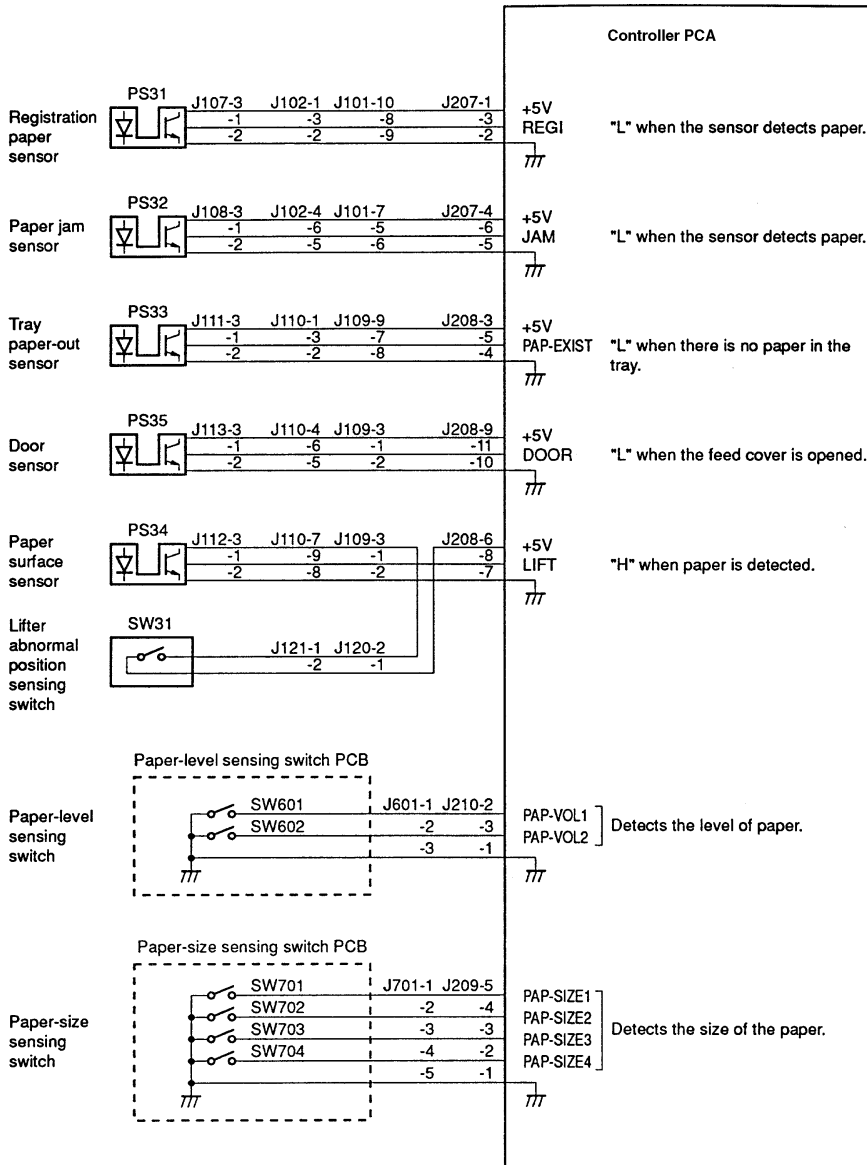 Controller PCA
Registration
paper
sensor
PS31
J107-3 J102-1 J101-10 J207-1
-1 -3 -8 -3
-2 -2 -9 -2
+5V
REGI
"L" when the sensor detects paper.
Paper jam
sensor
PS32
J108-3 J102-4 J101-7 J207-4
-1 -6 -5 -6
-2 -5 -6 -5
+5V
JAM
"L" when the sensor detects paper.
Tray
paper-out
sensor
PS33
J111-3 J110-1 J109-9 J208-3
-1 -3 -7 -5
-2 -2 -8 -4
+5V
PAP-EXIST
"L" when there is no paper in the
tray.
Door
sensor
PS35
J113-3 J110-4 J109-3 J208-9
-1 -6 -1 -11
-2 -5 -2 -10
+5V
DOOR
"L" when the feed cover is opened.
Paper
surface
sensor
PS34
J112-3 J110-7 J109-3 J208-6
-1 -9 -1 -8
-2 -8 -2 -7
+5V
LIFT
"H" when paper is detected.
Lifter
abnormal
position
sensing
switch
SW31
J121-1 J120-2
-2 -1
Paper-level sensing switch PCB
Paper-level
sensing
switch
SW601 J601-1 J210-2
SW602 -2 -3
-3 -1
PAP-VOL1
PAP-VOL2
Detects the level of paper.
Paper-size sensing switch PCB
Paper-size
sensing
switch
SW701 J701-1 J209-5
SW702 -2 -4
SW703 -3 -3
SW704 -4 -2
-5 -1
PAP-SIZE1
PAP-SIZE2
PAP-SIZE3
PAP-SIZE4
Detects the size of the paper.